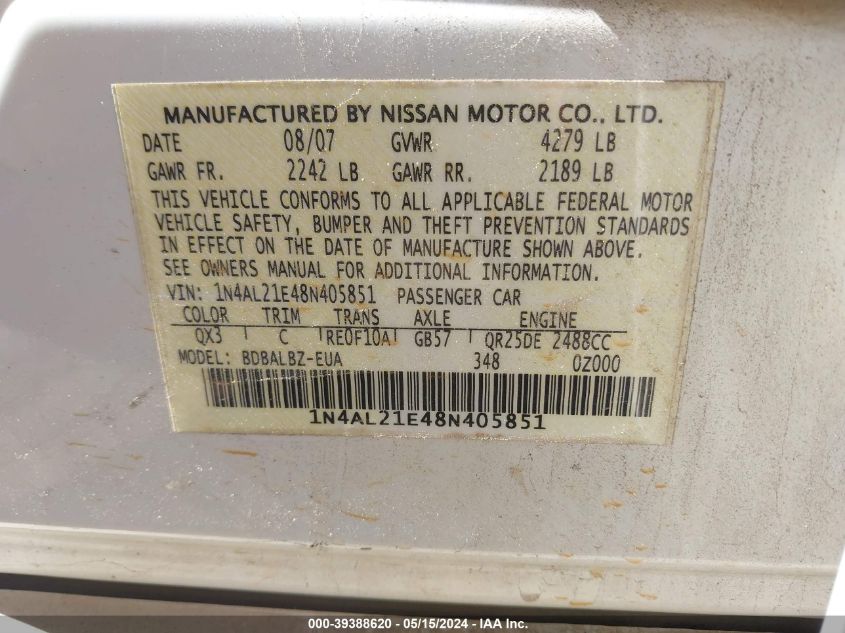 MANUFACTURED BY NISSAN MOTOR CO., LTD.
DATE 08/07 GVWR 4279 LB
GAWR FR. 2242 LB GAWR RR. 2189 LB
THIS VEHICLE CONFORMS TO ALL APPLICABLE FEDERAL MOTOR
VEHICLE SAFETY, BUMPER AND THEFT PREVENTION STANDARDS
IN EFFECT ON THE DATE OF MANUFACTURE SHOWN ABOVE.
SEE OWNERS MANUAL FOR ADDITIONAL INFORMATION.
VIN: 1N4AL21E48N405851 PASSENGER CAR
COLOR TRIM TRANS AXLE ENGINE
QX3 C RE0F10A GB57 QR25DE 2488CC
MODEL: BDBALBZ-EUA 348 0Z000
1N4AL21E48N405851
000-39388620 - 05/15/2024 - IAA Inc.